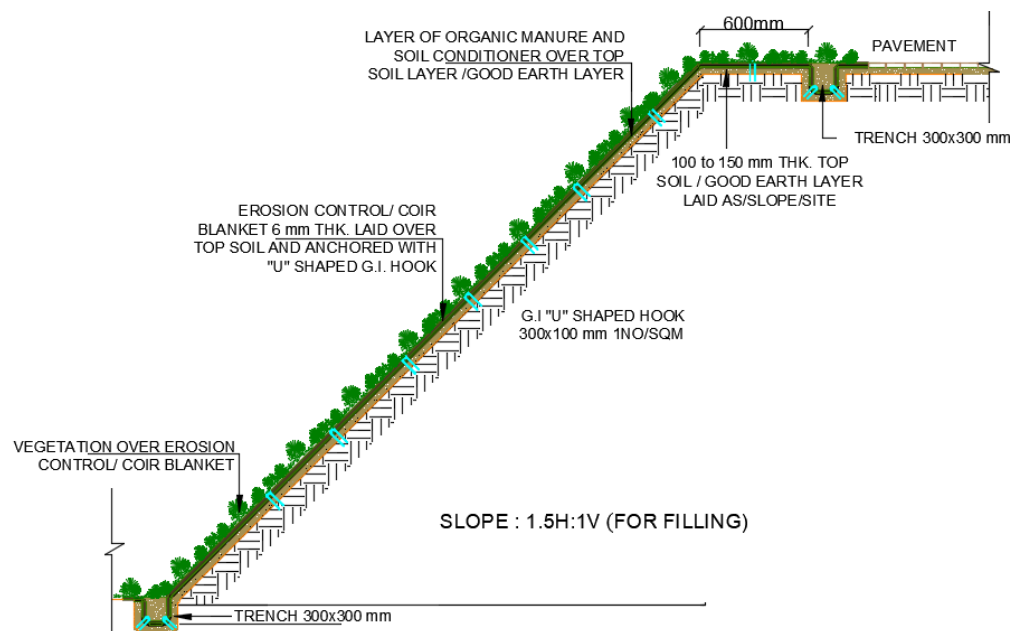 LAYER OF ORGANIC MANURE AND
SOIL CONDITIONER OVER TOP
SOIL LAYER /GOOD EARTH LAYER
600mm
PAVEMENT
TRENCH 300x300 mm
100 to 150 mm THK. TOP
SOIL / GOOD EARTH LAYER
LAID AS/SLOPE/SITE
EROSION CONTROL/ COIR
BLANKET 6 mm THK. LAID OVER
TOP SOIL AND ANCHORED WITH
"U" SHAPED G.I. HOOK
G.I "U" SHAPED HOOK
300x100 mm 1NO/SQM
VEGETATION OVER EROSION
CONTROL/ COIR BLANKET
SLOPE : 1.5H:1V (FOR FILLING)
TRENCH 300x300 mm